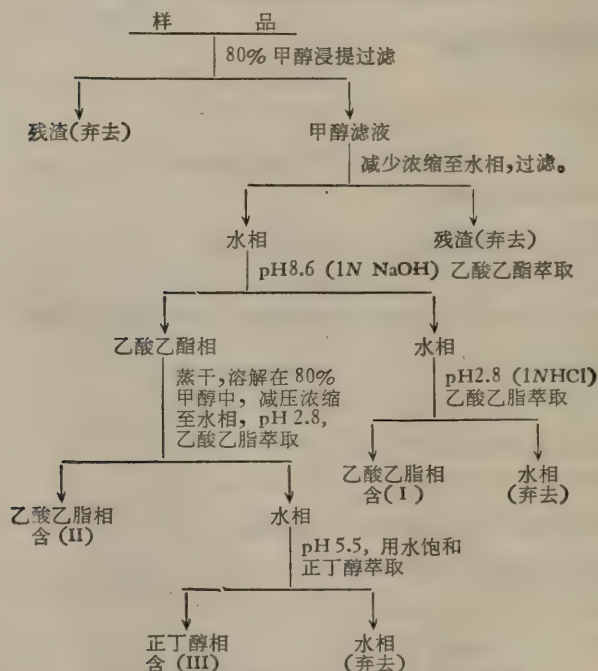 样 品
80% 甲醇浸提过滤
残渣(弃去) 甲醇滤液
减少浓缩至水相,过滤。
水相 残渣(弃去)
pH8.6 (1N NaOH) 乙酸乙酯萃取
乙酸乙酯相 水相
蒸干,溶解在 80%
甲醇中, 减压浓缩
至水相, pH 2.8,
乙酸乙脂萃取
pH2.8 (1NHCl)
乙酸乙脂萃取
乙酸乙脂相
含 (II)
水相
乙酸乙脂相
含(I)
水相
(弃去)
pH 5.5, 用水饱和
正丁醇萃取
正丁醇相
含 (III)
水相
(弃去)